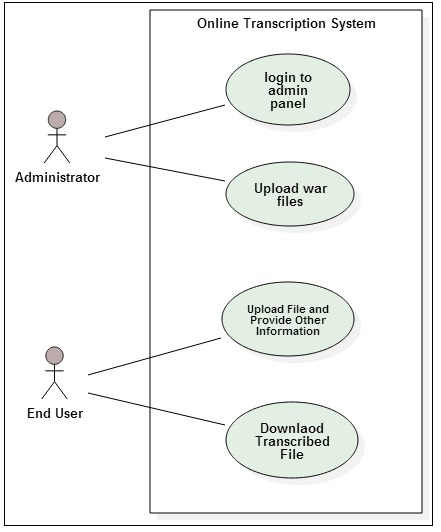 Online Transcription System
login to
admin
panel
Administrator
Upload war
files
Upload File and
Provide Other
Information
End User
Downlaod
Transcribed
File